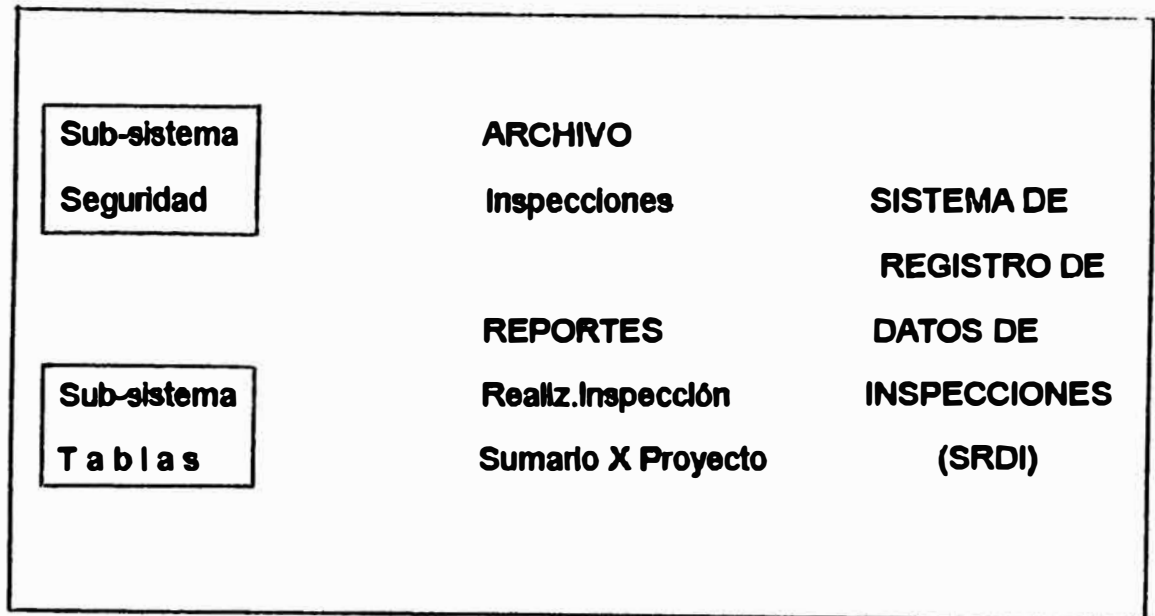 Sub-sistema
Seguridad
Sub-sistema
T a b l a s
ARCHIVO
Inspecciones
REPORTES
Realiz.Inspección
Sumario X Proyecto
SISTEMA DE
REGISTRO DE
DATOS DE
INSPECCIONES
(SRDI)